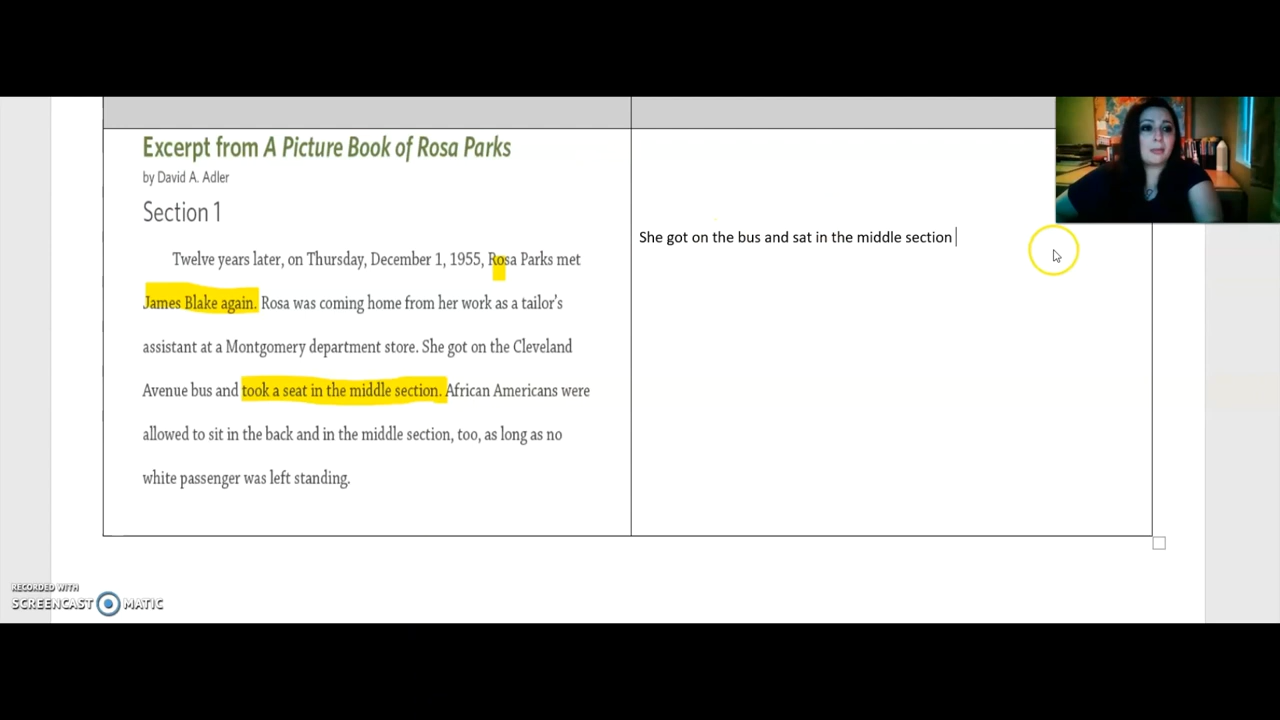 Excerpt from A Picture Book of Rosa Parks
by David A. Adler
Section 1
Twelve years later, on Thursday, December 1, 1955, Rosa Parks met
James Blake again. Rosa was coming home from her work as a tailor's
assistant at a Montgomery department store. She got on the Cleveland
Avenue bus and took a seat in the middle section. African Americans were
allowed to sit in the back and in the middle section, too, as long as no
white passenger was left standing.
She got on the bus and sat in the middle section
RECORDED WITH
SCREENCAST MATIC